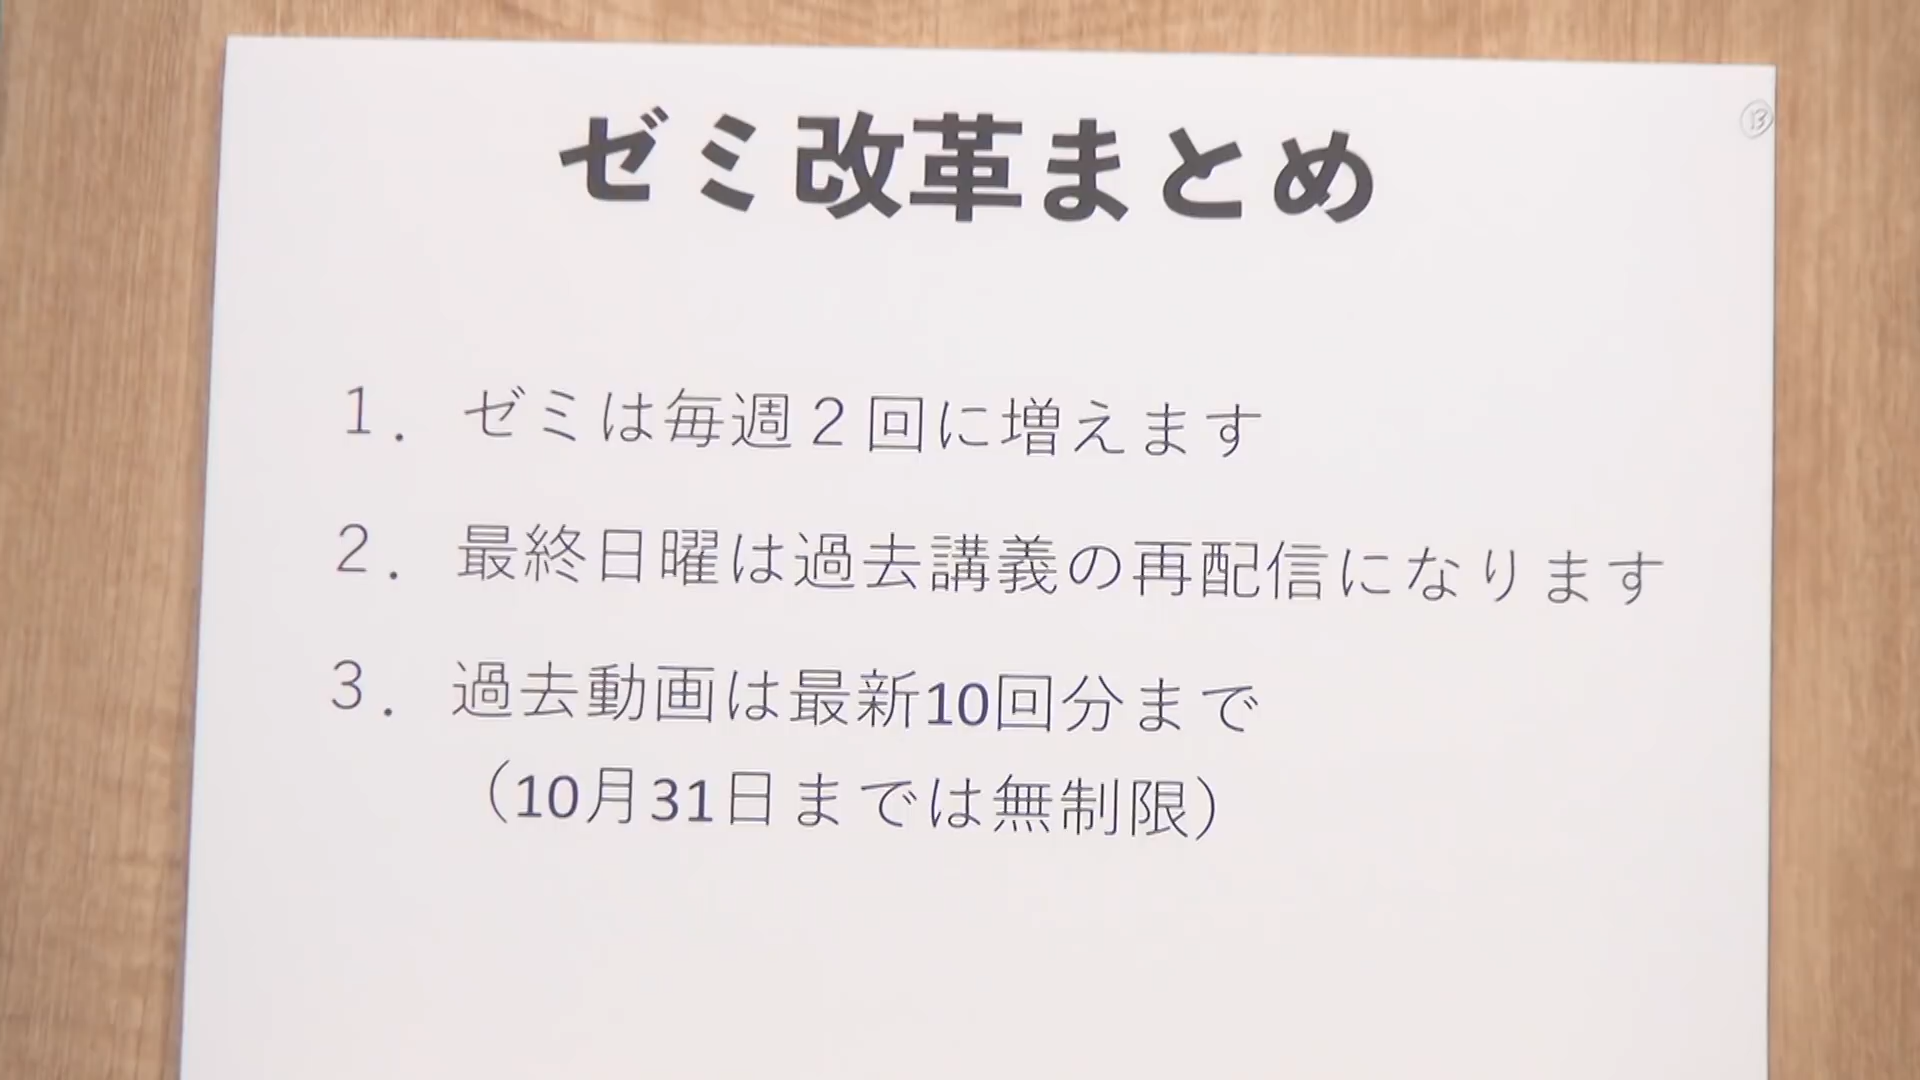 ⑬
ゼミ改革まとめ
１． ゼミは毎週２回に増えます
２． 最終日曜は過去講義の再配信になります
３． 過去動画は最新10回分まで
（10月31日までは無制限）